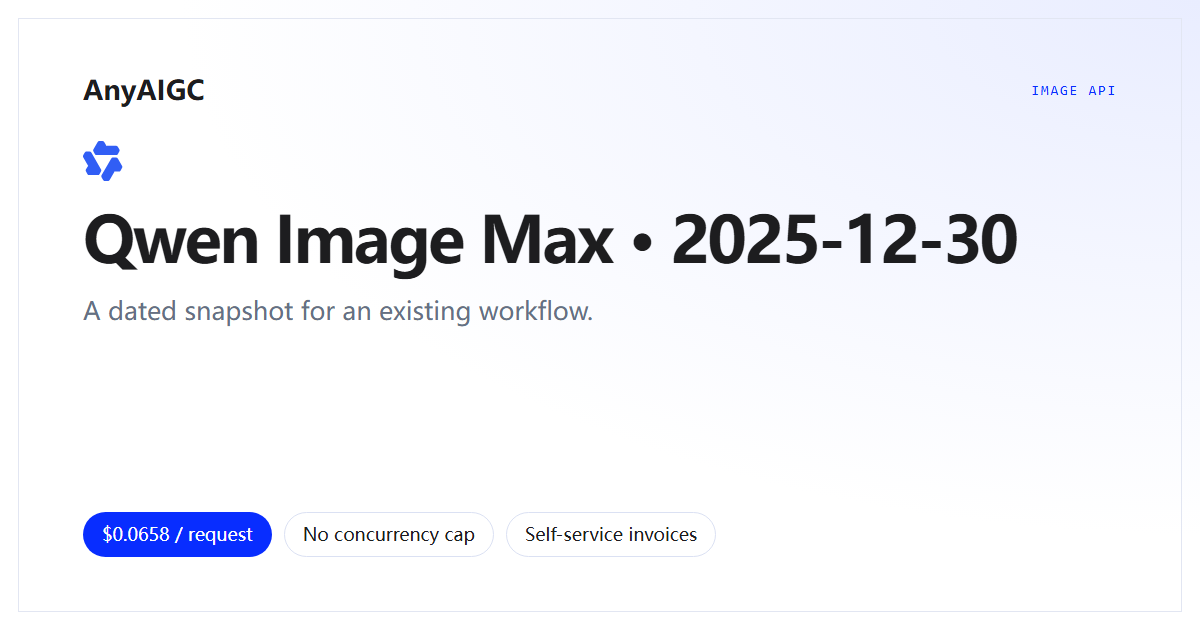 AnyAIGC
IMAGE API
Qwen Image Max • 2025-12-30
A dated snapshot for an existing workflow.
$0.0658 / request
No concurrency cap
Self-service invoices